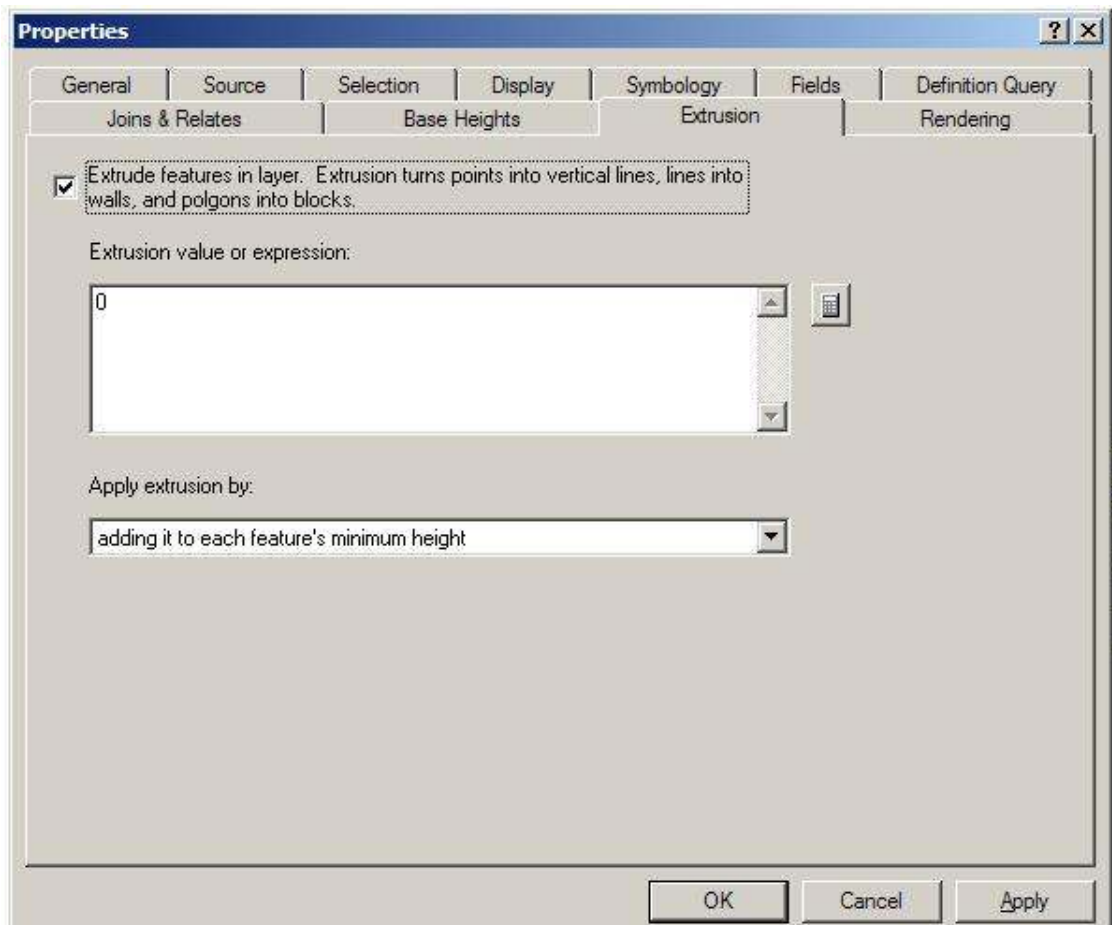 Properties
General Source Selection Display Symbology Fields Definition Query
Joins & Relates Base Heights Extrusion Rendering
Extrude features in layer. Extrusion turns points into vertical lines, lines into
walls, and polgons into blocks.
Extrusion value or expression:
0
Apply extrusion by:
adding it to each feature's minimum height
OK Cancel Apply